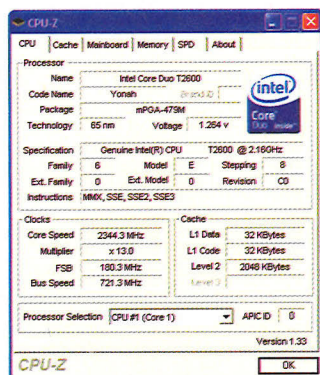 CPU-Z
CPU Cache Mainboard Memory SPD About
Processor
Name Intel Core Duo T2600
Code Name Yonah Brand ID
Package mPGA-479M
Technology 65 nm Voltage 1.264 v
intel
Core
Duo inside
Specification Genuine Intel(R) CPU T2600 @ 2.16GHz
Family 6 Model E Stepping 8
Ext. Family 0 Ext. Model 0 Revision C0
Instructions MMX, SSE, SSE2, SSE3
Clocks
Core Speed 2344.3 MHz
Multiplier x 13.0
FSB 180.3 MHz
Bus Speed 721.3 MHz
Cache
L1 Data 32 KBytes
L1 Code 32 KBytes
Level 2 2048 KBytes
Level 3
Processor Selection CPU #1 (Core 1) APIC ID 0
Version 1.33
CPU-Z OK